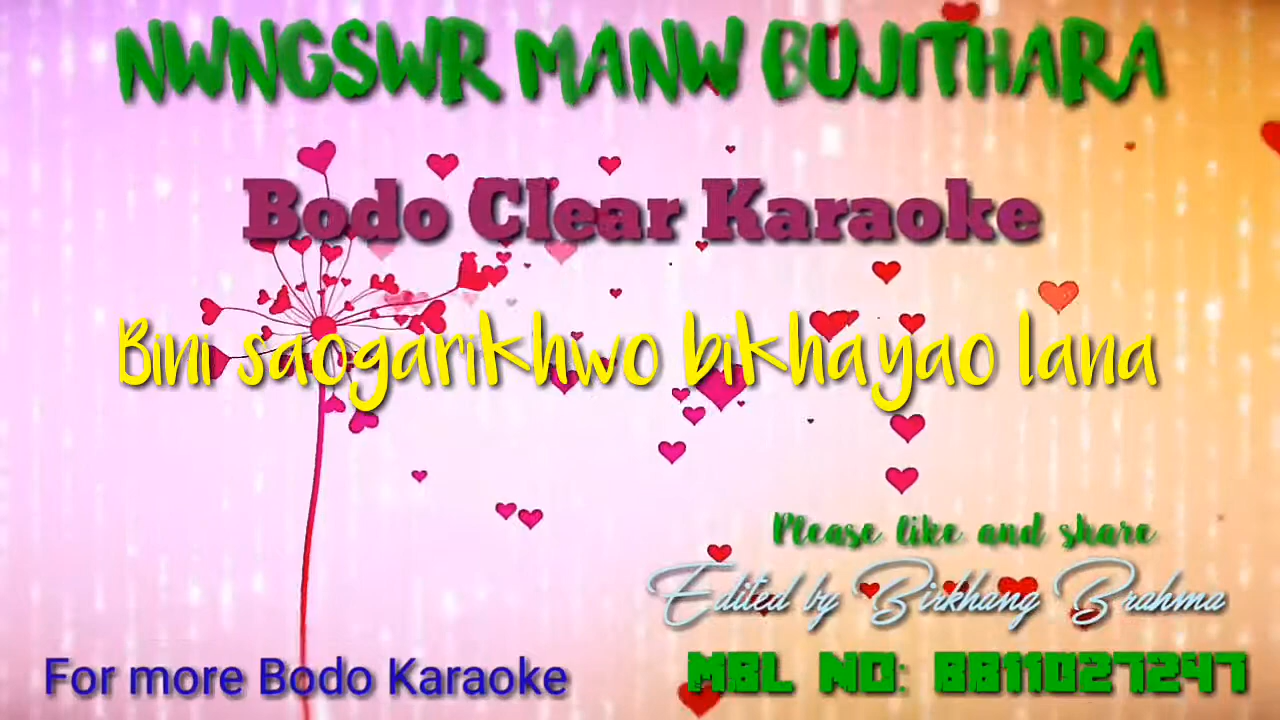 NWNGSWR MANW BUJITHARA
Bodo Clear Karaoke
Bini saogarikhwo bikhayao lana
Please like and share
Edited by Birkhang Brahma
For more Bodo Karaoke
MBL NO: 8811027247